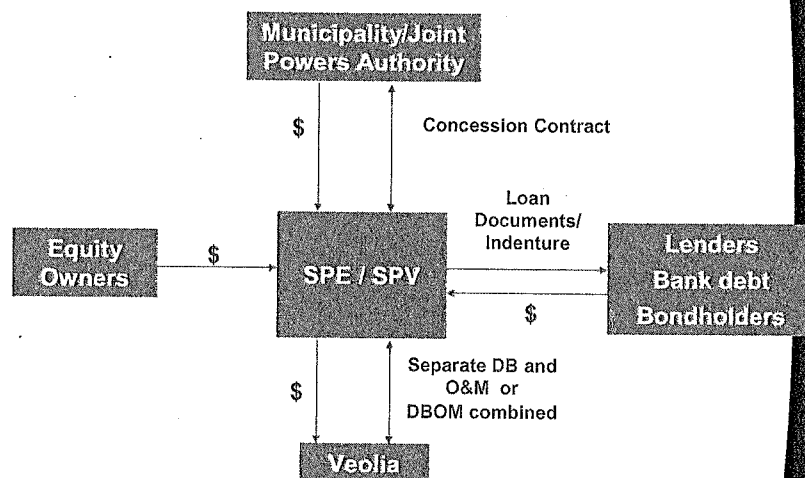 Municipality/Joint
Powers Authority
$
Concession Contract
Loan
Documents/
Indenture
Equity
Owners
$
SPE / SPV
Lenders
Bank debt
Bondholders
$
$
Separate DB and
O&M or
DBOM combined
Veolia